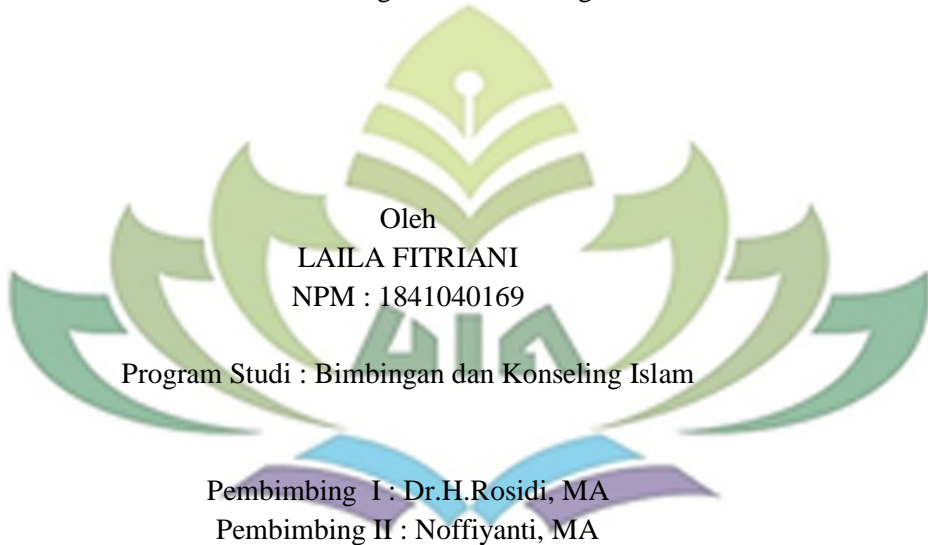 Oleh
LAILA FITRIANI
NPM : 1841040169
Program Studi : Bimbingan dan Konseling Islam
Pembimbing I : Dr.H.Rosidi, MA
Pembimbing II : Noffiyanti, MA